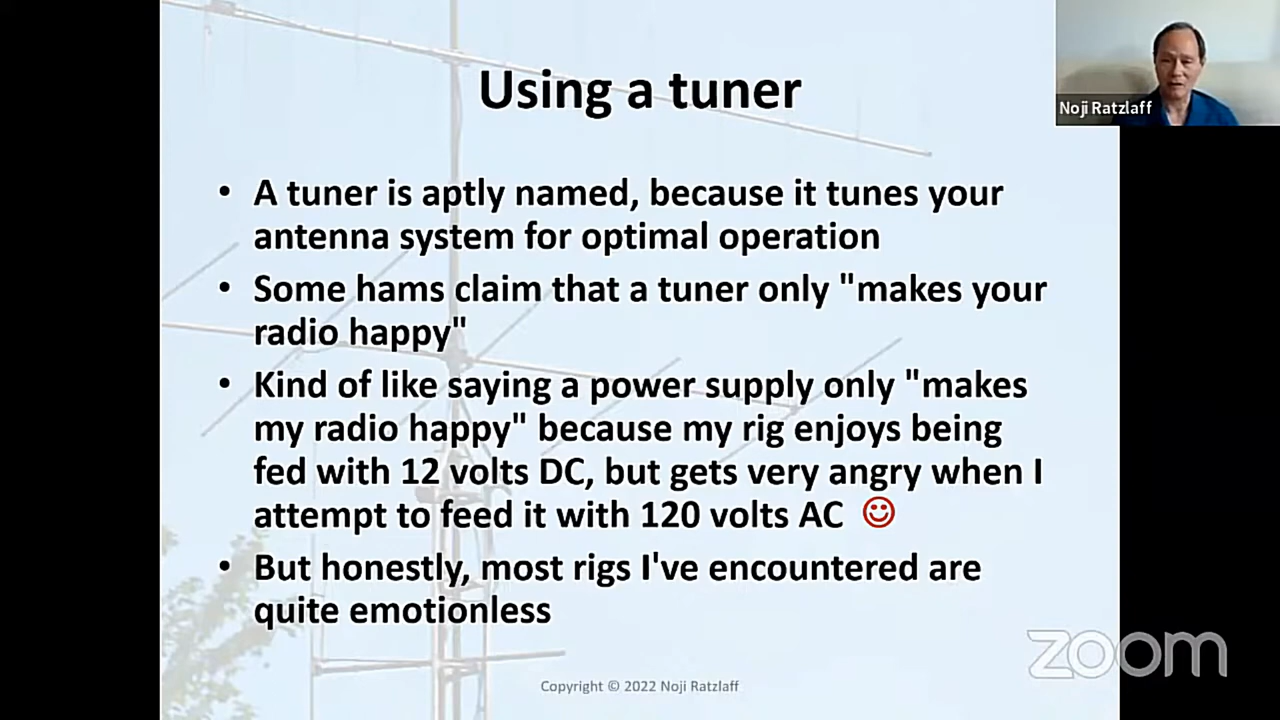 Using a tuner
Noji Ratzlaff
• A tuner is aptly named, because it tunes your
antenna system for optimal operation
• Some hams claim that a tuner only "makes your
radio happy"
• Kind of like saying a power supply only "makes
my radio happy" because my rig enjoys being
fed with 12 volts DC, but gets very angry when I
attempt to feed it with 120 volts AC ☺
• But honestly, most rigs I've encountered are
quite emotionless
zoom
Copyright © 2022 Noji Ratzlaff